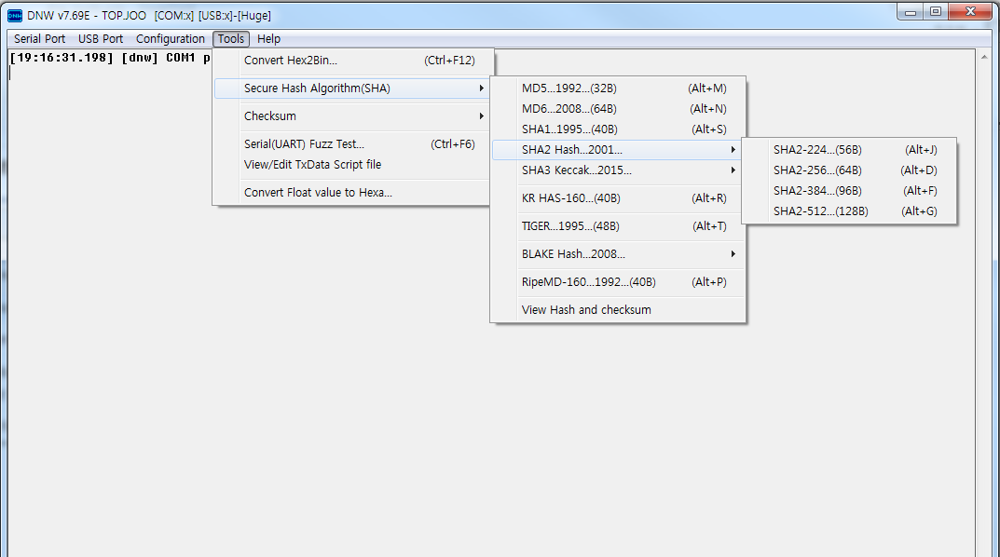 DNW v7.69E - TOP.JOO [COM:x] [USB:x]-[Huge]
Serial Port USB Port Configuration Tools Help
[19:16:31.198] [dnw] COM1 p
Convert Hex2Bin... (Ctrl+F12)
Secure Hash Algorithm(SHA)
Checksum
Serial(UART) Fuzz Test... (Ctrl+F6)
View/Edit TxData Script file
Convert Float value to Hexa...
MD5...1992...(32B) (Alt+M)
MD6...2008...(64B) (Alt+N)
SHA1..1995...(40B) (Alt+S)
SHA2 Hash...2001...
SHA3 Keccak...2015...
KR HAS-160...(40B) (Alt+R)
TIGER...1995...(48B) (Alt+T)
BLAKE Hash...2008...
RipeMD-160...1992...(40B) (Alt+P)
View Hash and checksum
SHA2-224...(56B) (Alt+J)
SHA2-256...(64B) (Alt+D)
SHA2-384...(96B) (Alt+F)
SHA2-512...(128B) (Alt+G)